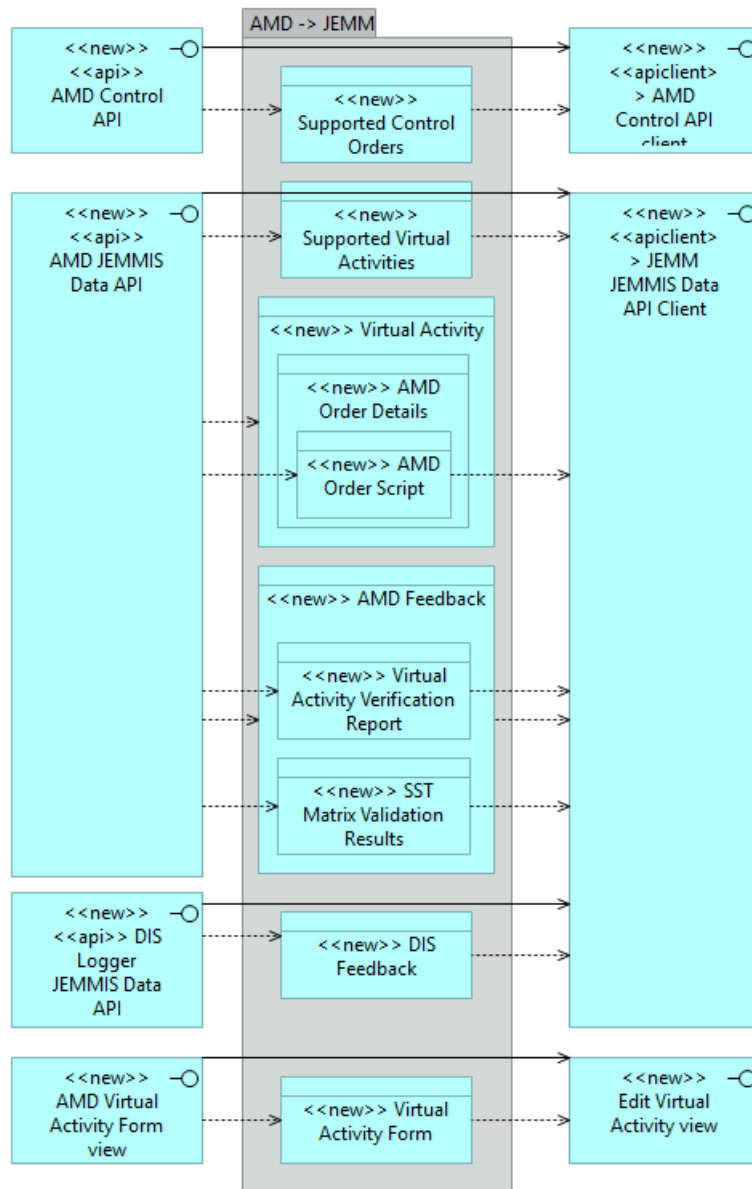 AMD -> JEMM
<<new>>
<<api>>
AMD Control
API
<<new>>
Supported Control
Orders
<<new>>
<<apiclient>
> AMD
Control API
client
<<new>>
<<api>>
AMD JEMMIS
Data API
<<new>>
Supported Virtual
Activities
<<new>>
<<apiclient>
> JEMM
JEMMIS Data
API Client
<<new>> Virtual Activity
<<new>> AMD
Order Details
<<new>> AMD
Order Script
<<new>> AMD Feedback
<<new>> Virtual
Activity Verification
Report
<<new>> SST
Matrix Validation
Results
<<new>>
<<api>> DIS
Logger
JEMMIS Data
API
<<new>> DIS
Feedback
<<new>>
AMD Virtual
Activity Form
view
<<new>> Virtual
Activity Form
<<new>>
Edit Virtual
Activity view